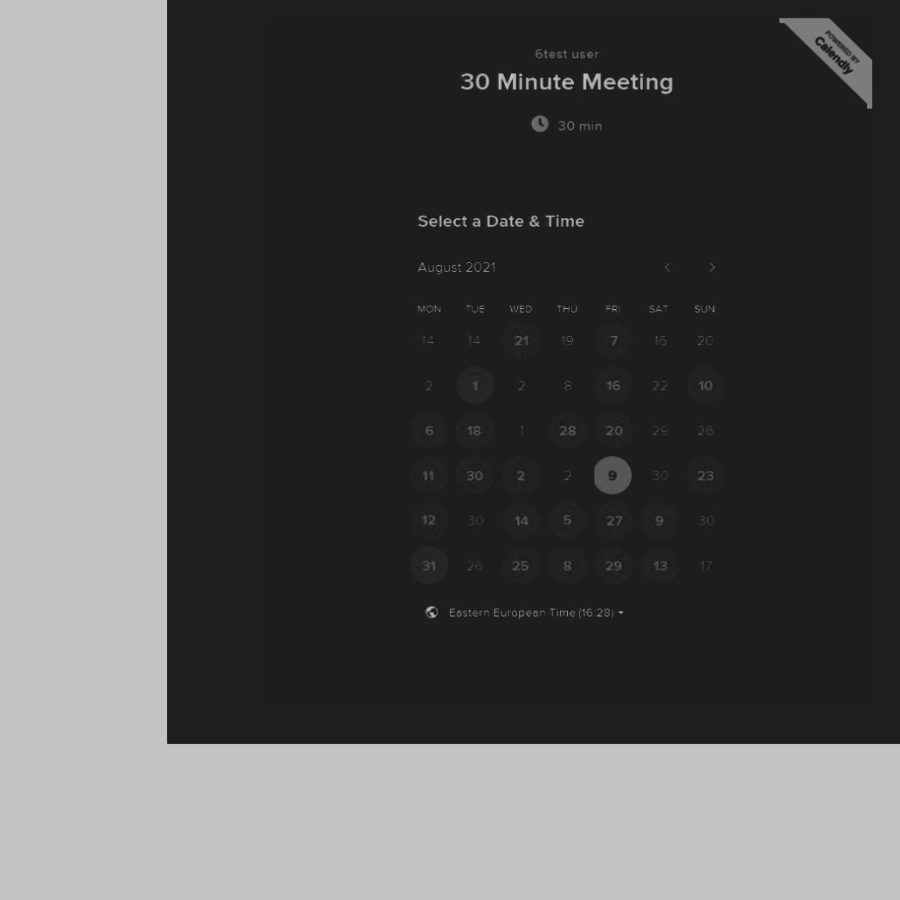 POWERED BY
Calendly
6test user
30 Minute Meeting
30 min
Select a Date & Time
August 2021
MON TUE WED THU FRI SAT SUN
14 14 21 19 7 16 20
2 1 2 8 16 22 10
6 18 1 28 20 29 26
11 30 2 2 9 30 23
12 30 14 5 27 9 30
31 26 25 8 29 13 17
Eastern European Time (16:28)